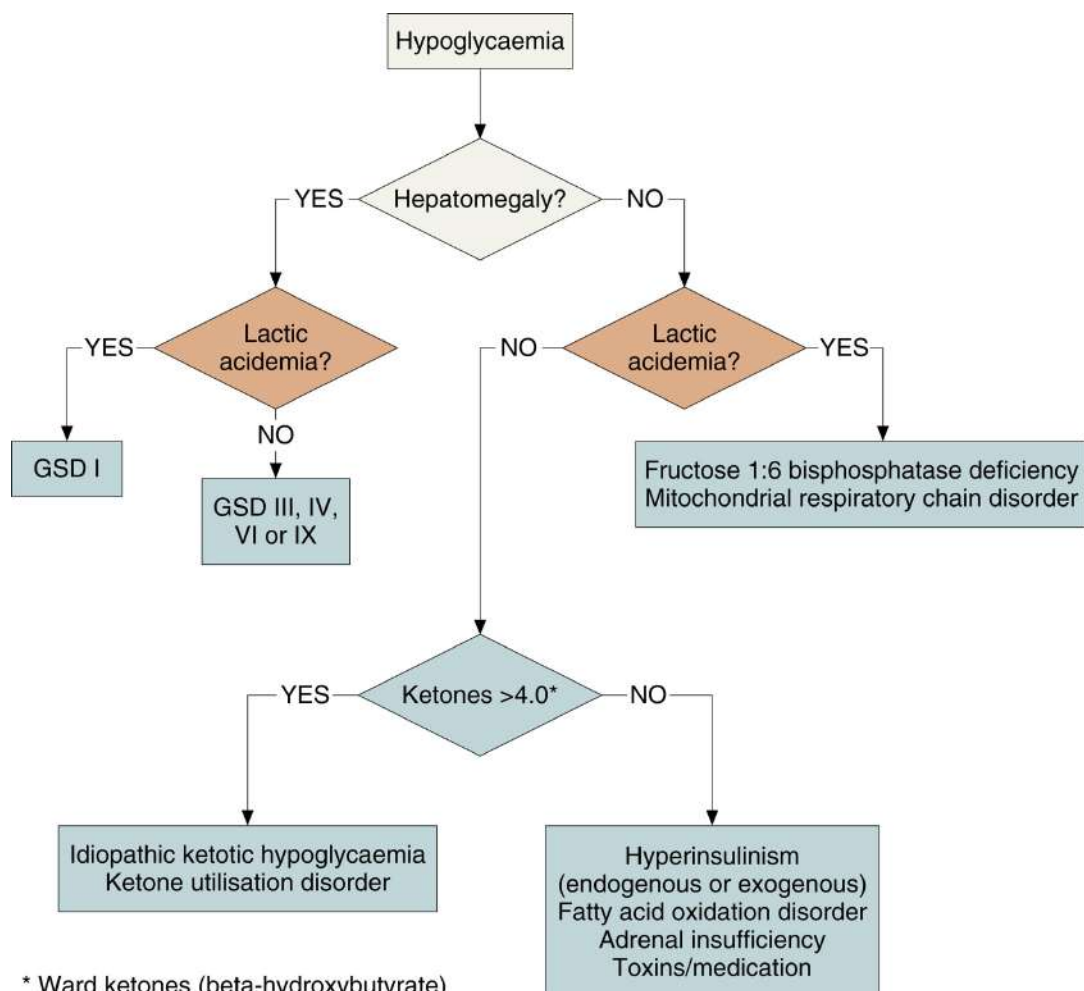 Hypoglycaemia
Hepatomegaly?
YES
NO
Lactic
acidemia?
YES
NO
Lactic
acidemia?
NO
YES
GSD I
GSD III, IV,
VI or IX
Fructose 1:6 bisphosphatase deficiency
Mitochondrial respiratory chain disorder
Ketones >4.0*
YES
NO
Idiopathic ketotic hypoglycaemia
Ketone utilisation disorder
Hyperinsulinism
(endogenous or exogenous)
Fatty acid oxidation disorder
Adrenal insufficiency
Toxins/medication
* Ward ketones (beta-hydroxybutyrate)